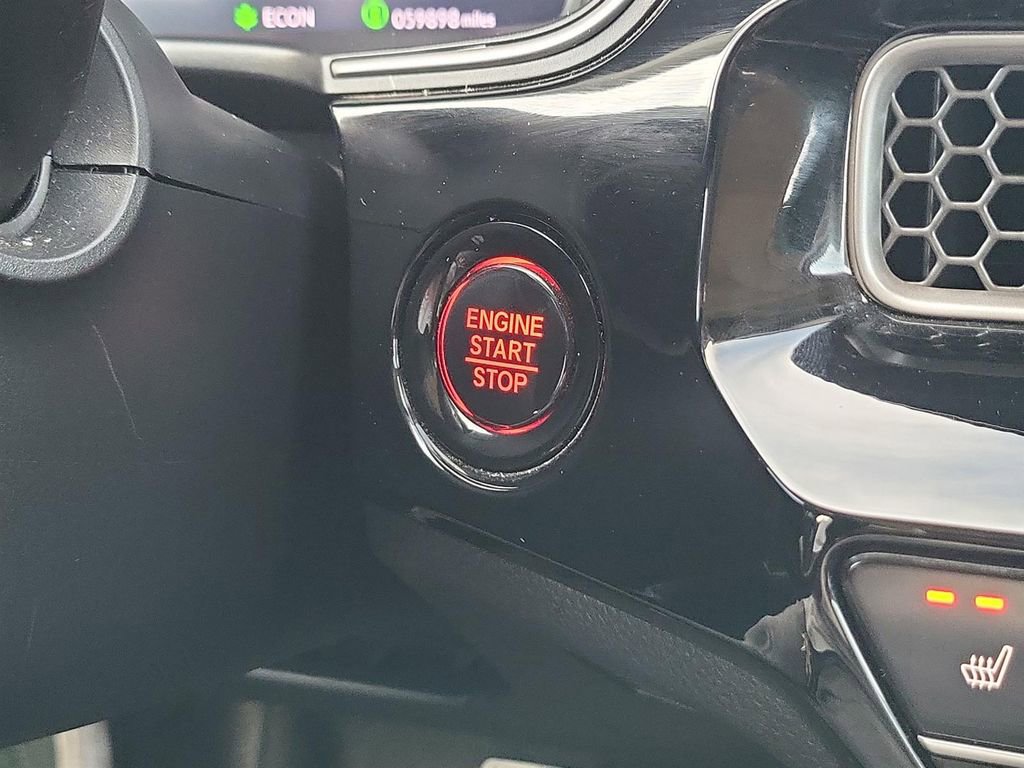 ECON 059898 miles
ENGINE
START
STOP